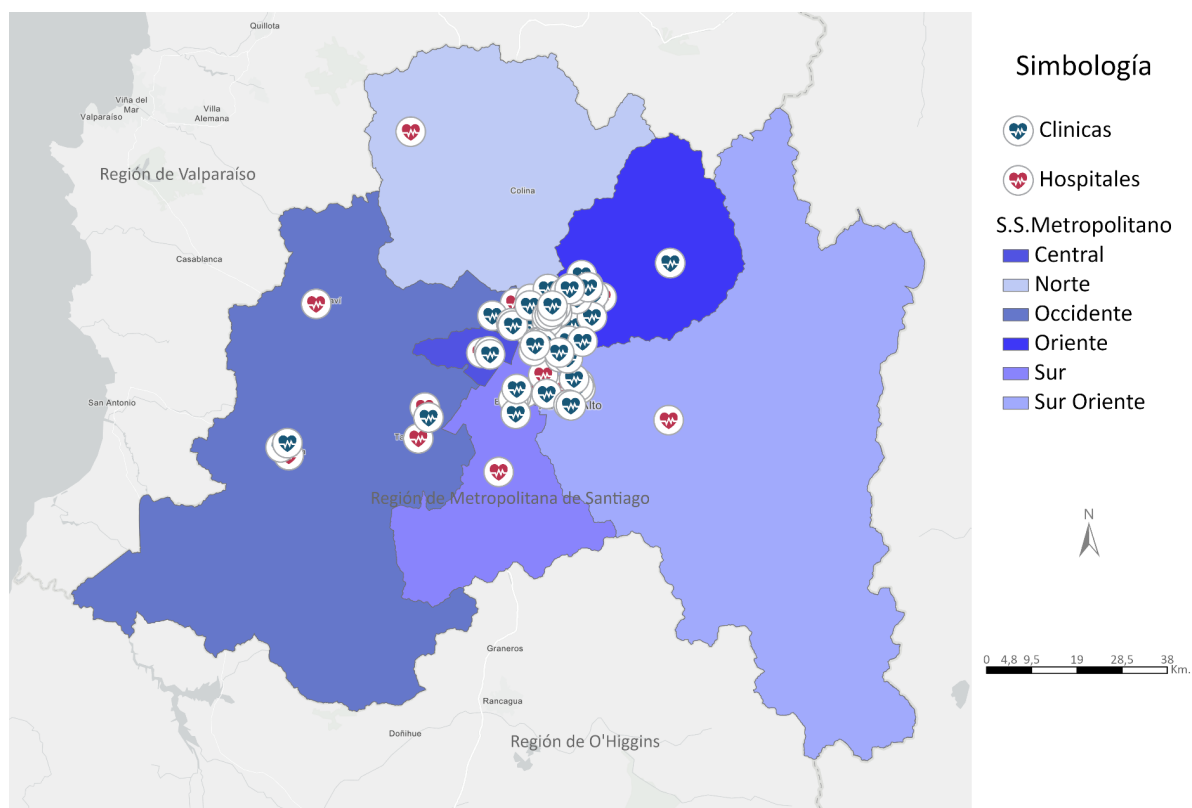 Quillota
Viña del
Mar
Valparaíso
Villa
Alemana
Región de Valparaíso
Colina
Casablanca
San Antonio
Alto
Región de Metropolitana de Santiago
Graneros
Rancagua
Doñihue
Región de O'Higgins
Simbología
Clinicas
Hospitales
S.S.Metropolitano
Central
Norte
Occidente
Oriente
Sur
Sur Oriente
N
0 4,8 9,5 19 28,5 38
Km.